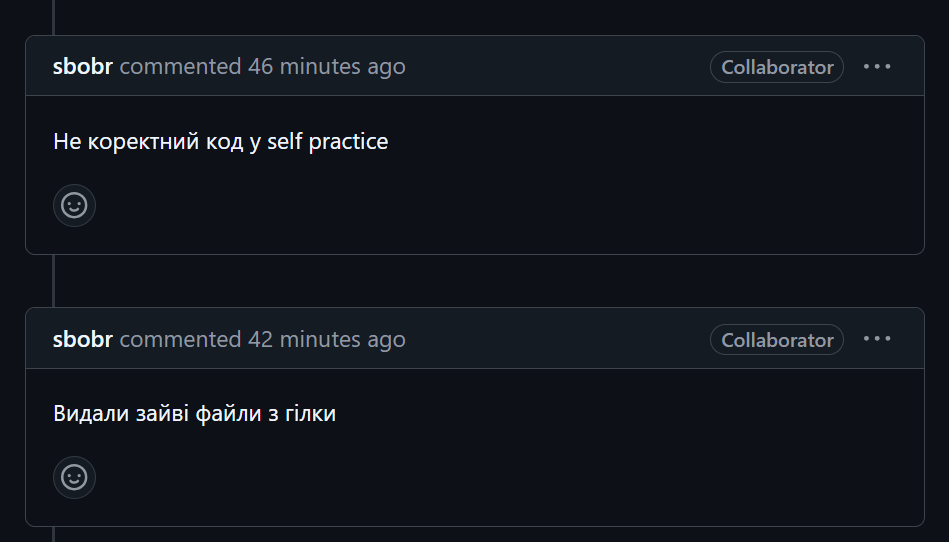 sbobr commented 46 minutes ago Collaborator
Не коректний код у self practice
sbobr commented 42 minutes ago Collaborator
Видали зайві файли з гілки